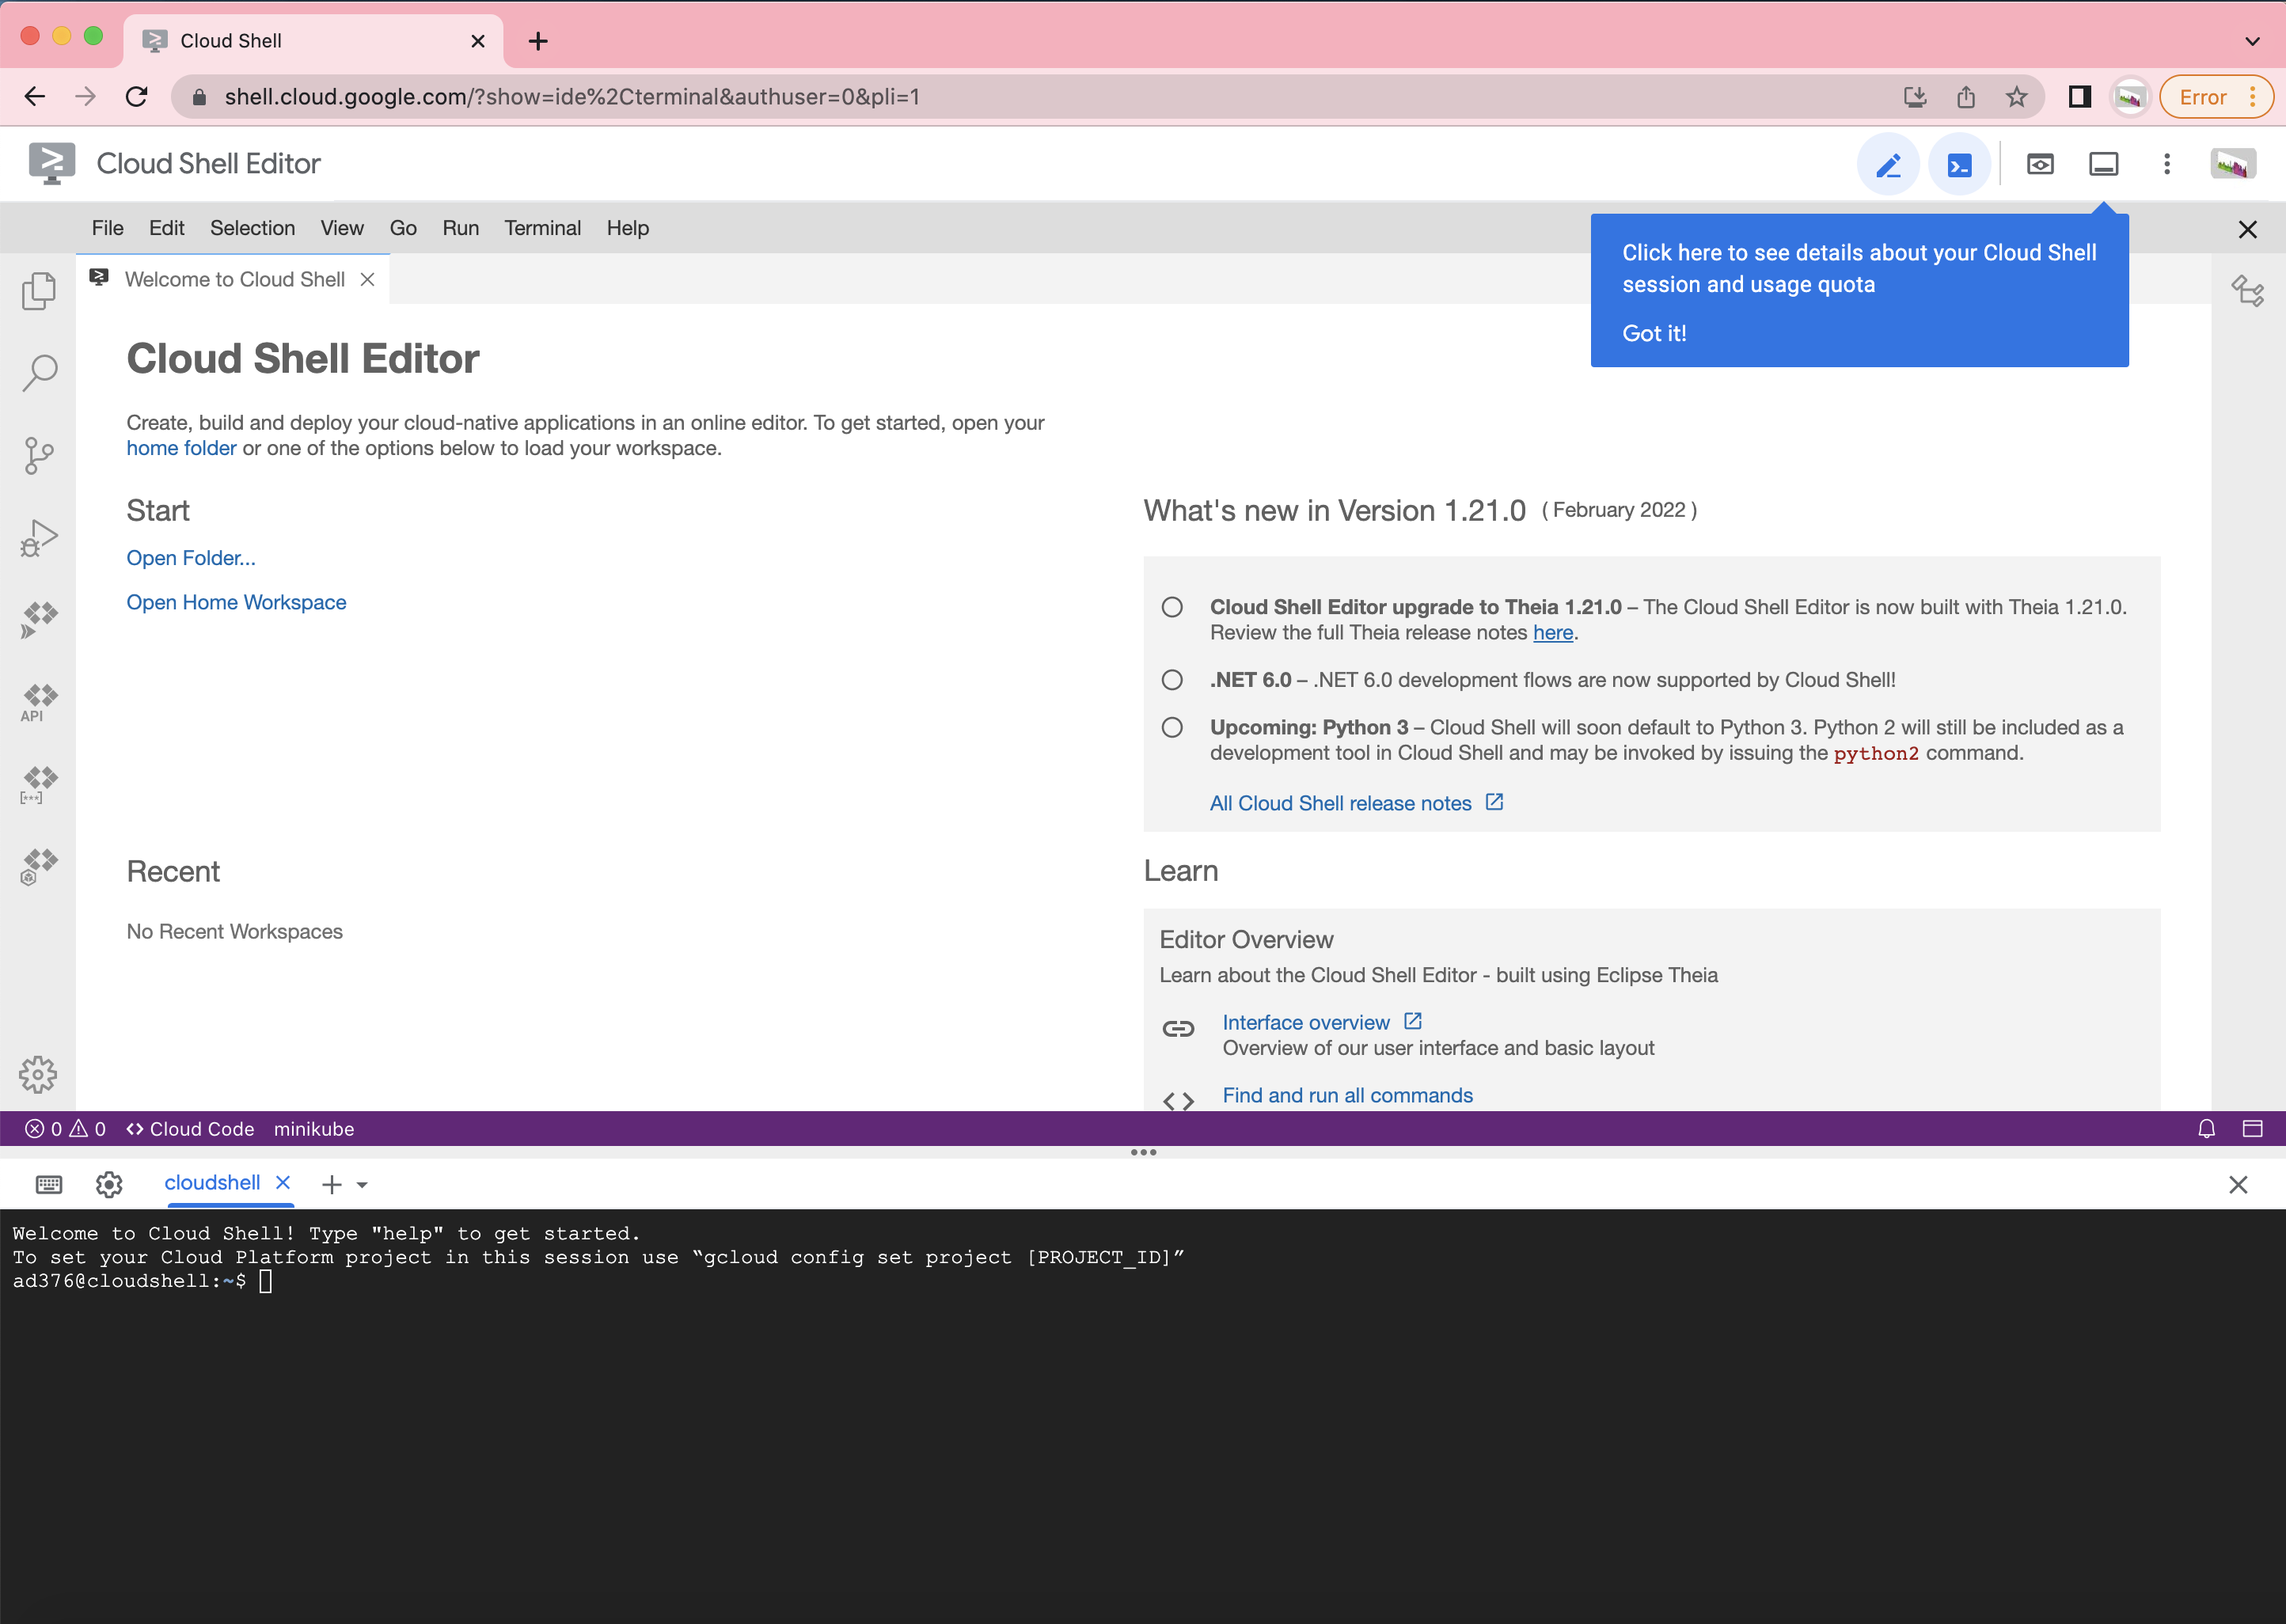 Cloud Shell
shell.cloud.google.com/?show=ide%2Cterminal&authuser=0&pli=1
Error
Cloud Shell Editor
File Edit Selection View Go Run Terminal Help
Click here to see details about your Cloud Shell
session and usage quota
Got it!
Welcome to Cloud Shell
Cloud Shell Editor
Create, build and deploy your cloud-native applications in an online editor. To get started, open your
home folder or one of the options below to load your workspace.
Start
Open Folder...
Open Home Workspace
What's new in Version 1.21.0 ( February 2022 )
Cloud Shell Editor upgrade to Theia 1.21.0 – The Cloud Shell Editor is now built with Theia 1.21.0.
Review the full Theia release notes here.
.NET 6.0 – .NET 6.0 development flows are now supported by Cloud Shell!
Upcoming: Python 3 – Cloud Shell will soon default to Python 3. Python 2 will still be included as a
development tool in Cloud Shell and may be invoked by issuing the python2 command.
All Cloud Shell release notes
API
Recent
No Recent Workspaces
Learn
Editor Overview
Learn about the Cloud Shell Editor - built using Eclipse Theia
Interface overview
Overview of our user interface and basic layout
Find and run all commands
0 0 Cloud Code minikube
cloudshell
Welcome to Cloud Shell! Type "help" to get started.
To set your Cloud Platform project in this session use “gcloud config set project [PROJECT_ID]”
ad376@cloudshell:~$